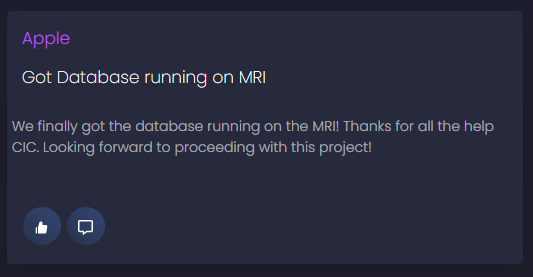 Apple
Got Database running on MRI
We finally got the database running on the MRI! Thanks for all the help
CIC. Looking forward to proceeding with this project!